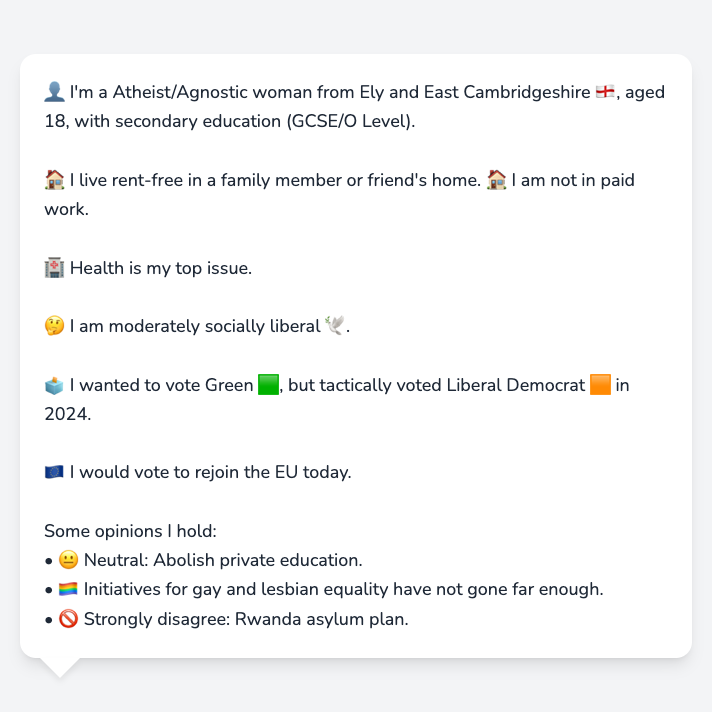 👤 I'm a Atheist/Agnostic woman from Ely and East Cambridgeshire 🏴󠁧󠁢󠁥󠁮󠁧󠁿, aged
18, with secondary education (GCSE/O Level).
🏠 I live rent-free in a family member or friend's home. 🏠 I am not in paid
work.
🏥 Health is my top issue.
🤔 I am moderately socially liberal 🕊️.
🗳️ I wanted to vote Green 🟩, but tactically voted Liberal Democrat 🟧 in
2024.
🇪🇺 I would vote to rejoin the EU today.
Some opinions I hold:
• 😐 Neutral: Abolish private education.
• 🏳️‍🌈 Initiatives for gay and lesbian equality have not gone far enough.
• 🚫 Strongly disagree: Rwanda asylum plan.